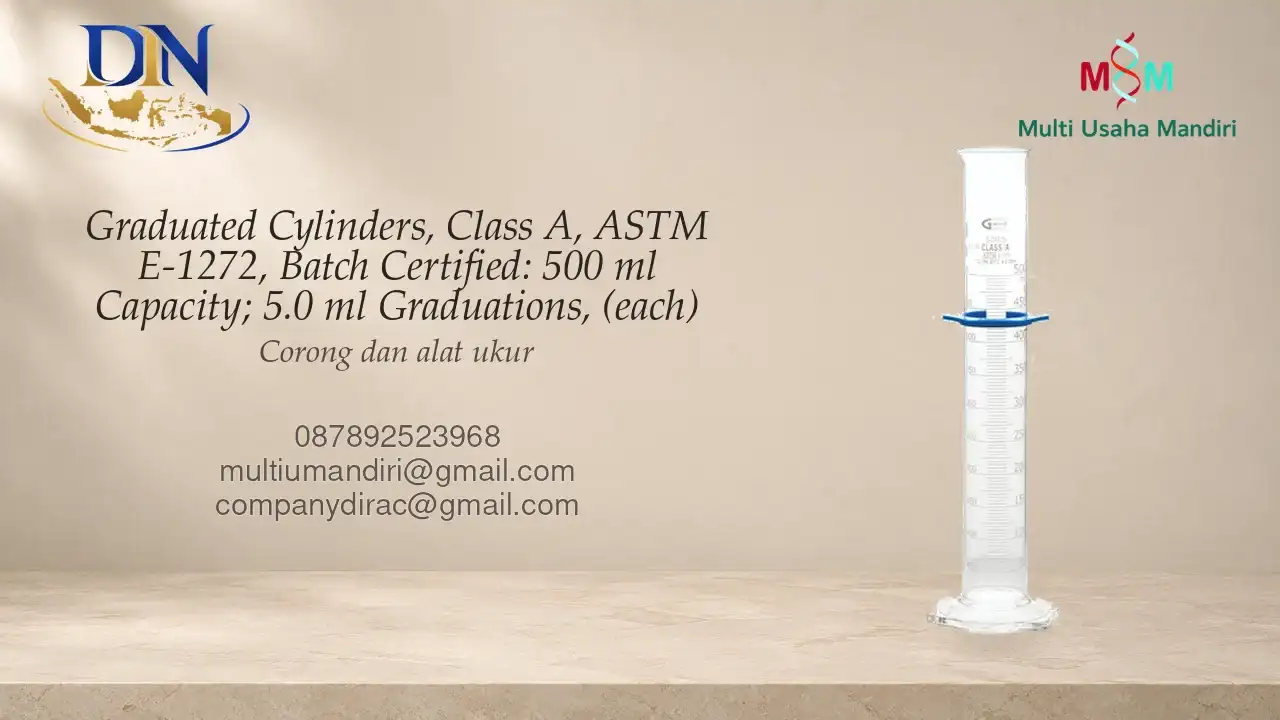 DN
M M
Multi Usaha Mandiri
Graduated Cylinders, Class A, ASTM
E-1272, Batch Certified: 500 ml
Capacity; 5.0 ml Graduations, (each)
Corong dan alat ukur
087892523968
multiumandiri@gmail.com
companydirac@gmail.com
CLASS A